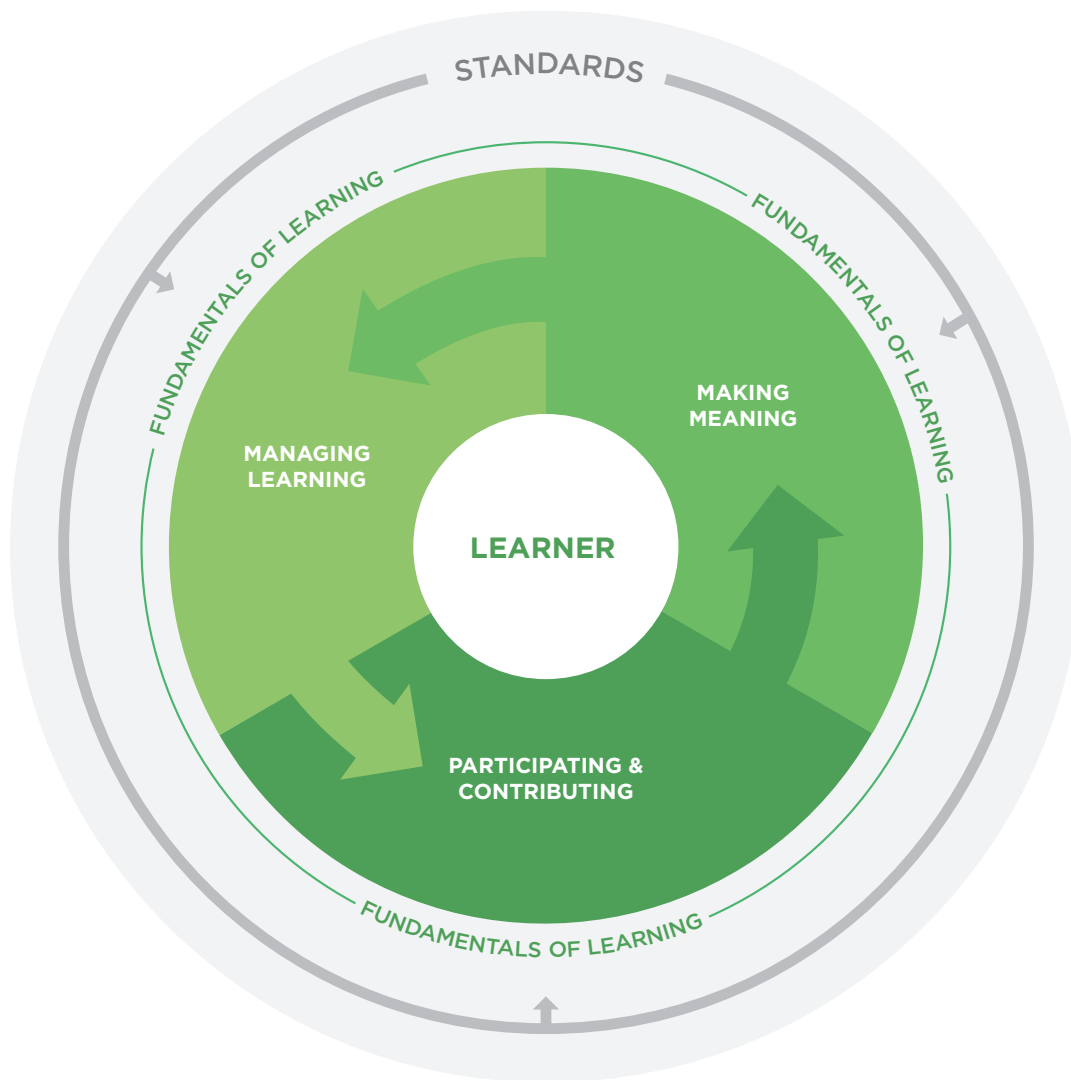 STANDARDS
FUNDAMENTALS OF LEARNING
FUNDAMENTALS OF LEARNING
MAKING
MEANING
MANAGING
LEARNING
LEARNER
PARTICIPATING &
CONTRIBUTING
FUNDAMENTALS OF LEARNING